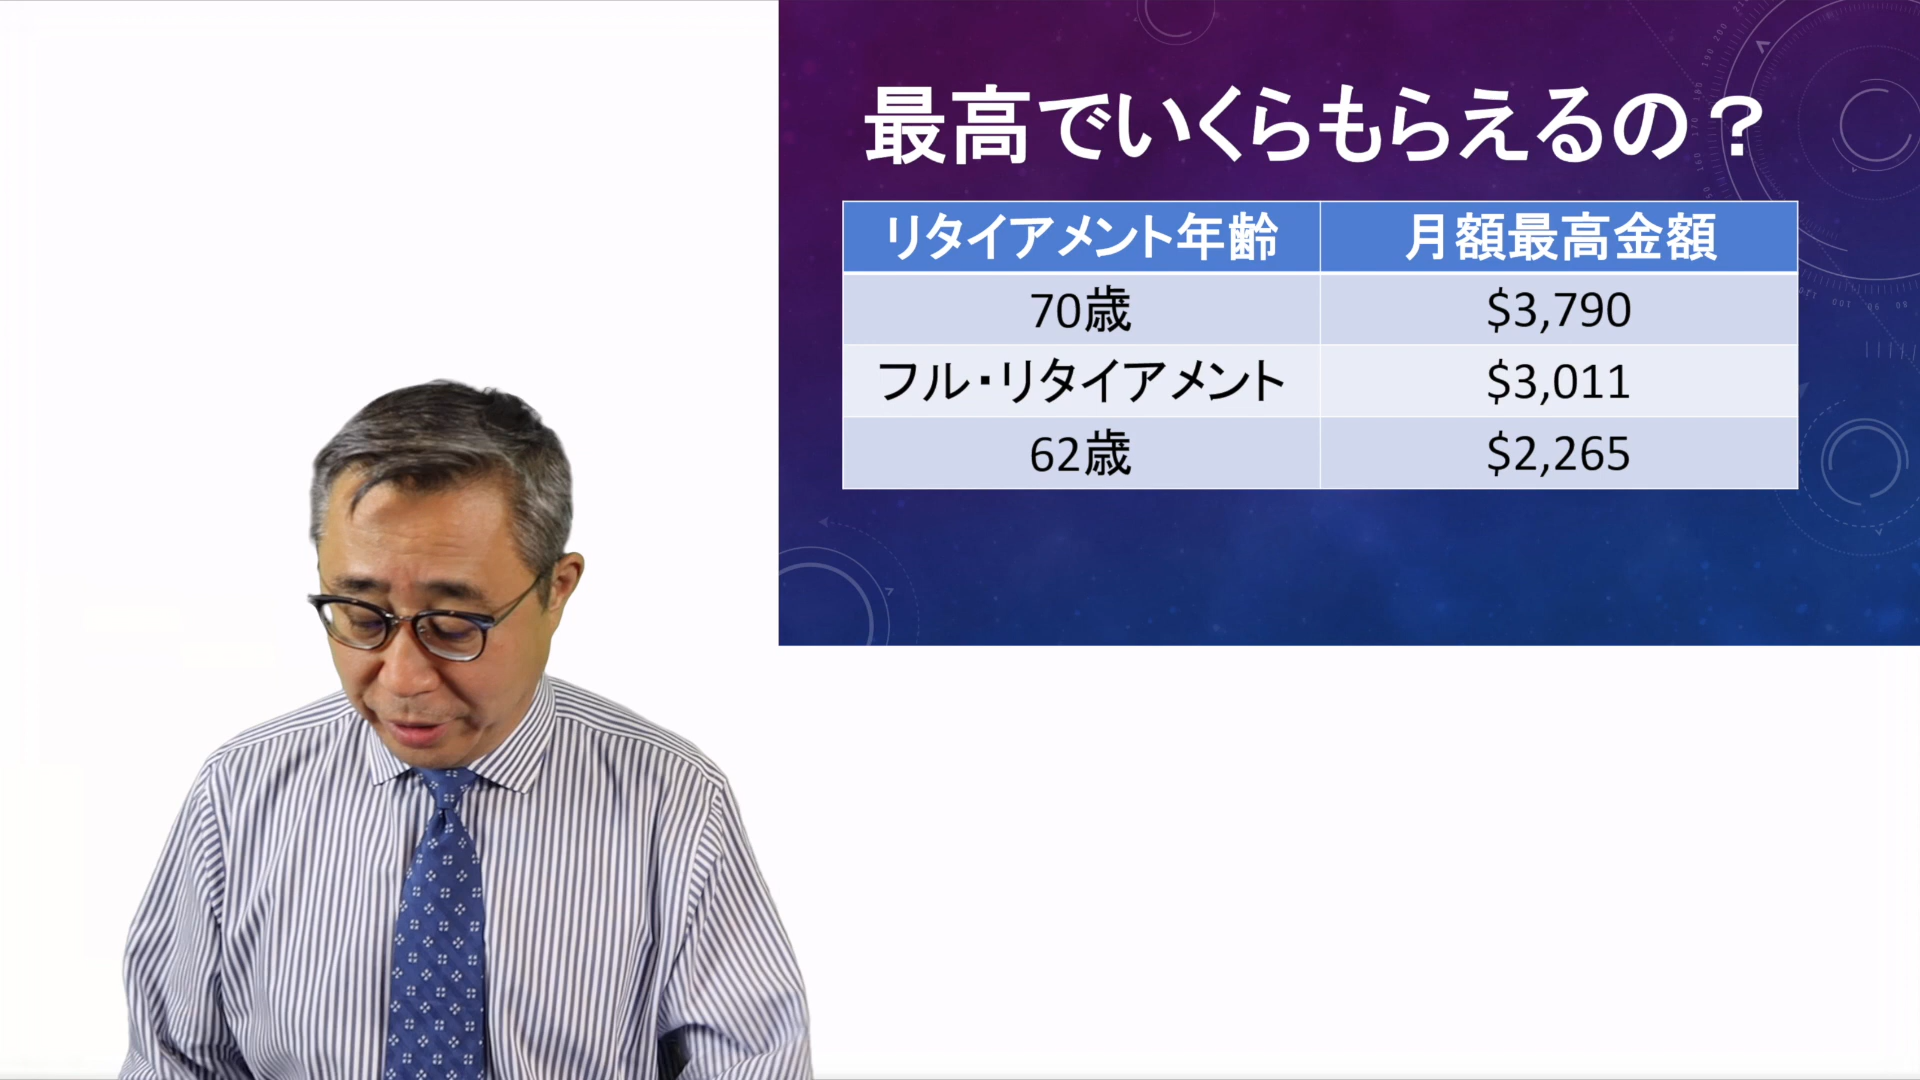 最高でいくらもらえるの？
リタイアメント年齢 月額最高金額
70歳 $3,790
フル・リタイアメント $3,011
62歳 $2,265